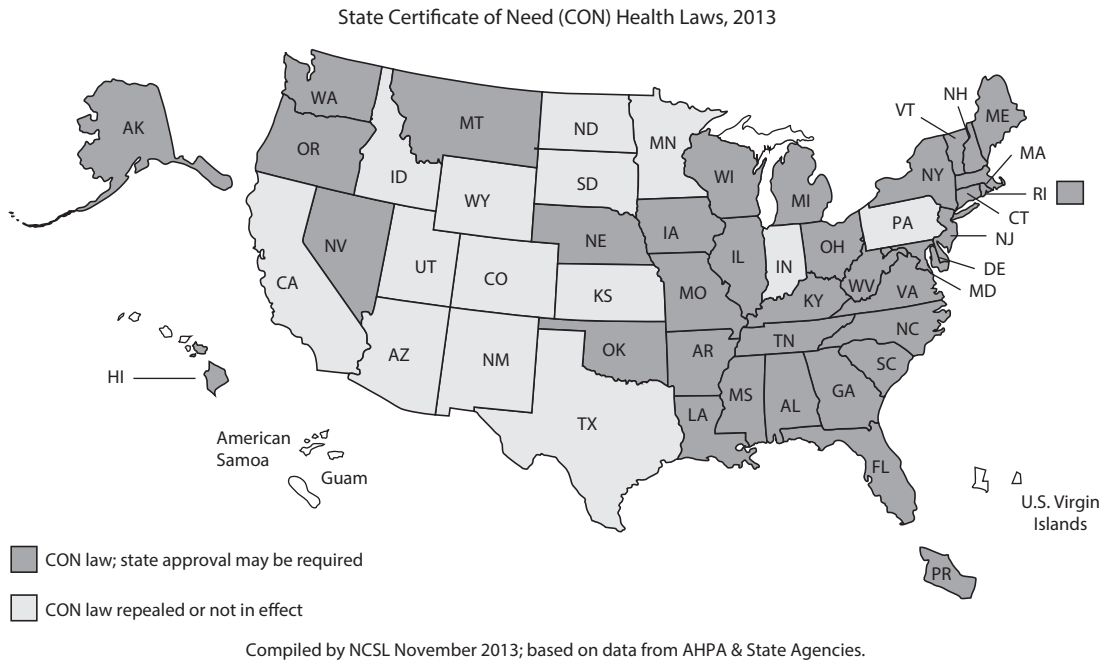 State Certificate of Need (CON) Health Laws, 2013
AK
WA
OR
MT
ID
WY
NV
CA
UT
CO
AZ
NM
ND
SD
NE
KS
OK
TX
MN
IA
MO
AR
LA
WI
IL
MI
IN
OH
KY
TN
MS
AL
GA
FL
SC
NC
VA
WV
PA
NY
VT
NH
ME
MA
RI
CT
NJ
DE
MD
HI
American
Samoa
Guam
U.S. Virgin
Islands
PR
CON law; state approval may be required
CON law repealed or not in effect
Compiled by NCSL November 2013; based on data from AHPA & State Agencies.